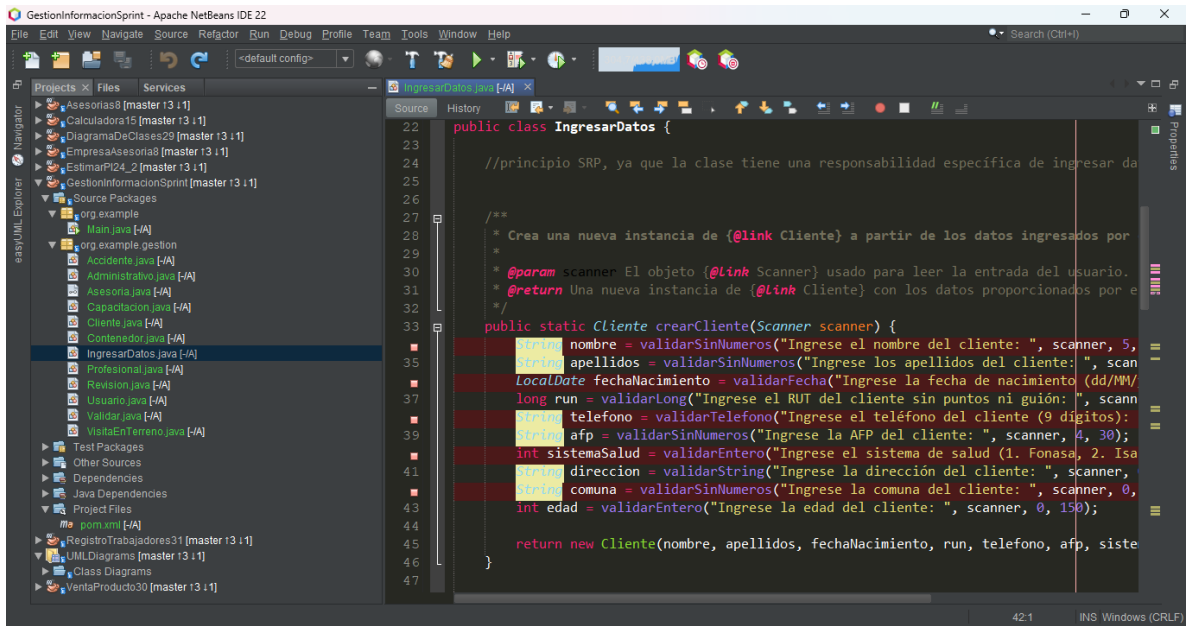 GestionInformacionSprint - Apache NetBeans IDE 22
File Edit View Navigate Source Refactor Run Debug Profile Team Tools Window Help
Search (Ctrl+I)
<default config>
Projects Files Services
IngresarDatos.java [-/A]
Source History
Navigator
easyUML Explorer
Properties
Asesorias8 [master ↑3 ↓1]
Calculadora15 [master ↑3 ↓1]
DiagramaDeClases29 [master ↑3 ↓1]
EmpresaAsesoria8 [master ↑3 ↓1]
EstimarPI24_2 [master ↑3 ↓1]
GestionInformacionSprint [master ↑3 ↓1]
Source Packages
org.example
Main.java [-/A]
org.example.gestion
Accidente.java [-/A]
Administrativo.java [-/A]
Asesoria.java [-/A]
Capacitacion.java [-/A]
Cliente.java [-/A]
Contenedor.java [-/A]
IngresarDatos.java [-/A]
Profesional.java [-/A]
Revision.java [-/A]
Usuario.java [-/A]
Validar.java [-/A]
VisitaEnTerreno.java [-/A]
Test Packages
Other Sources
Dependencies
Java Dependencies
Project Files
pom.xml [-/A]
RegistroTrabajadores31 [master ↑3 ↓1]
UMLDiagrams [master ↑3 ↓1]
Class Diagrams
VentaProducto30 [master ↑3 ↓1]
22 public class IngresarDatos {
23
24 //principio SRP, ya que la clase tiene una responsabilidad específica de ingresar da
25
26
27 /**
28 * Crea una nueva instancia de {@link Cliente} a partir de los datos ingresados por
29 *
30 * @param scanner El objeto {@link Scanner} usado para leer la entrada del usuario.
31 * @return Una nueva instancia de {@link Cliente} con los datos proporcionados por e
32 */
33 public static Cliente crearCliente(Scanner scanner) {
String nombre = validarSinNumeros("Ingrese el nombre del cliente: ", scanner, 5,
35 String apellidos = validarSinNumeros("Ingrese los apellidos del cliente: ", scan
LocalDate fechaNacimiento = validarFecha("Ingrese la fecha de nacimiento (dd/MM/
37 long run = validarLong("Ingrese el RUT del cliente sin puntos ni guión: ", scann
String telefono = validarTelefono("Ingrese el teléfono del cliente (9 dígitos):
39 String afp = validarSinNumeros("Ingrese la AFP del cliente: ", scanner, 4, 30);
int sistemaSalud = validarEntero("Ingrese el sistema de salud (1. Fonasa, 2. Isa
41 String direccion = validarString("Ingrese la dirección del cliente: ", scanner,
String comuna = validarSinNumeros("Ingrese la comuna del cliente: ", scanner, 0,
43 int edad = validarEntero("Ingrese la edad del cliente: ", scanner, 0, 150);
44
45 return new Cliente(nombre, apellidos, fechaNacimiento, run, telefono, afp, siste
46 }
47
42:1 INS Windows (CRLF)